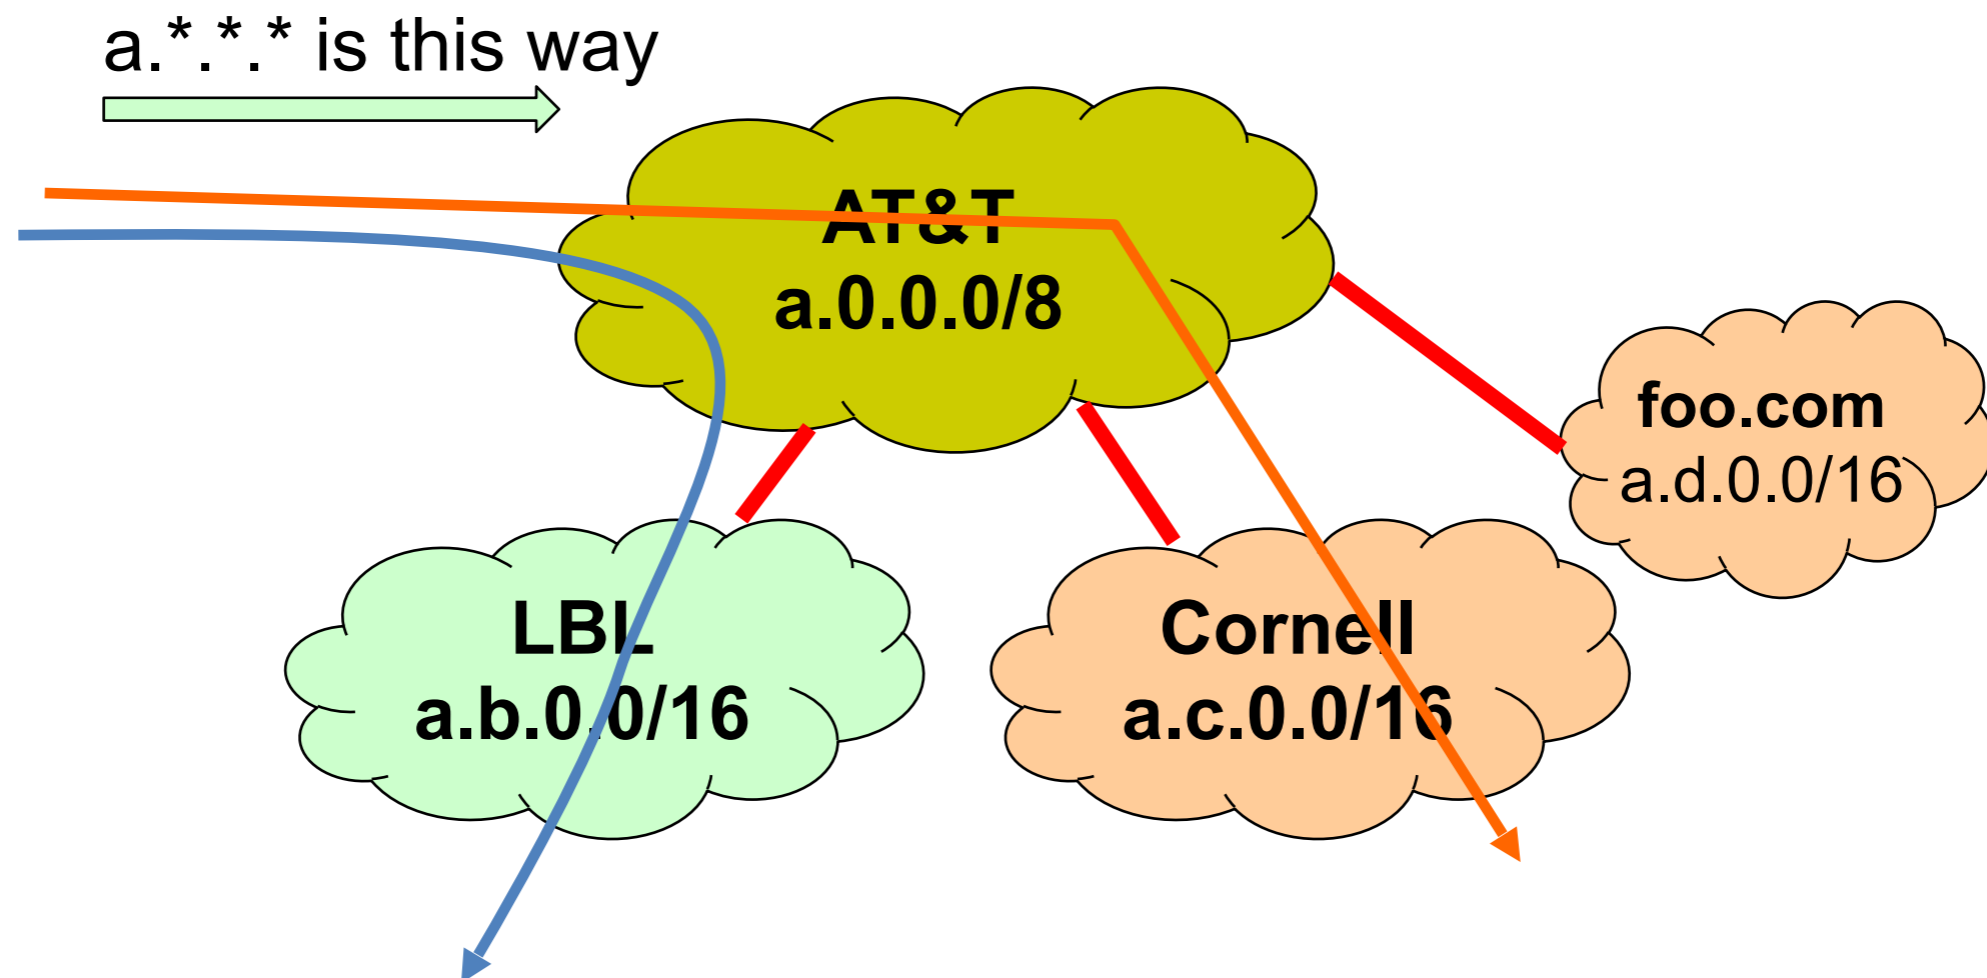 a.*.*.* is this way
AT&T
a.0.0.0/8
foo.com
a.d.0.0/16
LBL
a.b.0.0/16
Cornell
a.c.0.0/16